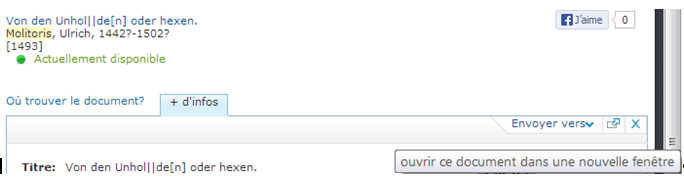 Von den Unhol||de[n] oder hexen.
J'aime 0
Molitoris, Ulrich, 1442?-1502?
[1493]
Actuellement disponible
Où trouver le document? + d'infos
Envoyer vers X
Titre: Von den Unhol||de[n] oder hexen.
ouvrir ce document dans une nouvelle fenêtre